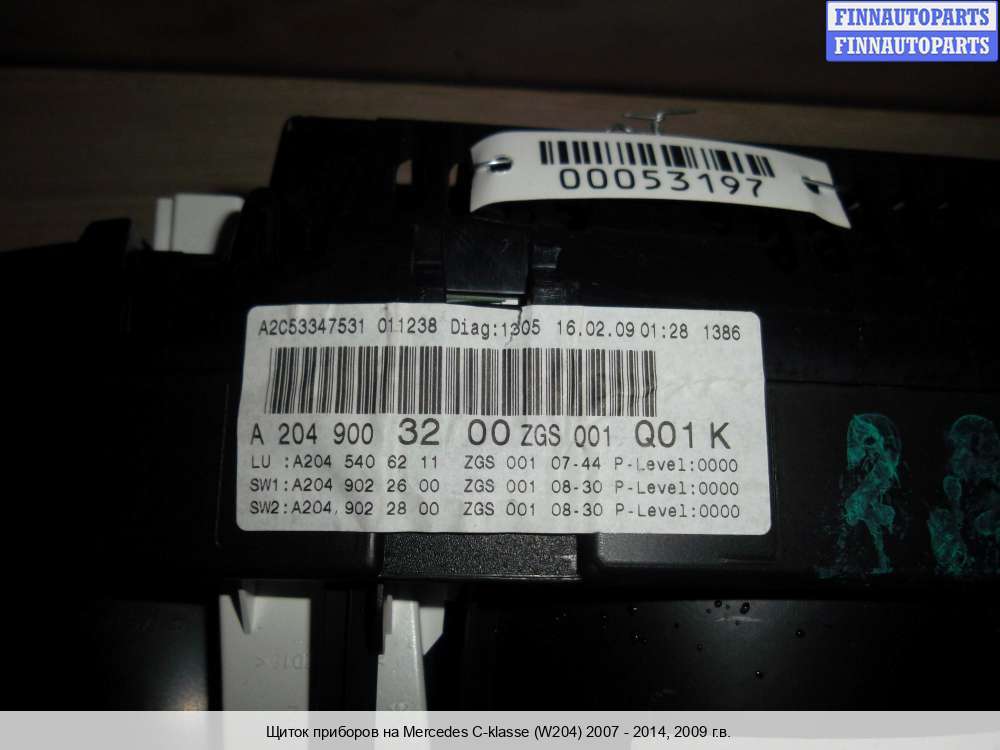 FINNAUTOPARTS
FINNAUTOPARTS
00053197
A2C53347531 011238 Diag:1305 16.02.09 01:28 1386
A 204 900 32 00 ZGS 001 Q01 K
LU :A204 540 62 11 ZGS 001 07-44 P-Level:0000
SW1:A204 902 26 00 ZGS 001 08-30 P-Level:0000
SW2:A204 902 28 00 ZGS 001 08-30 P-Level:0000
Щиток приборов на Mercedes C-klasse (W204) 2007 - 2014, 2009 г.в.